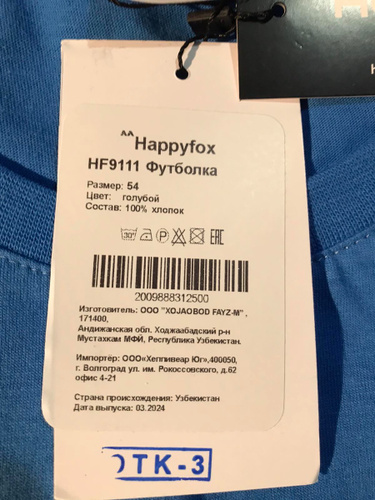 ^^Happyfox
HF9111 Футболка
Размер: 54
Цвет: голубой
Состав: 100% хлопок
30° P EAC
2009888312500
Изготовитель: ООО "XOJAOBOD FAYZ-M" ,
171400,
Андижанская обл. Ходжаабадский р-н
Мустахкам МФЙ, Республика Узбекистан.
Импортёр: ООО«Хеппивеар Юг»,400050,
г. Волгоград ул. им. Рокоссовского, д.62
офис 4-21
Страна происхождения: Узбекистан
Дата выпуска: 03.2024
ОТК-3